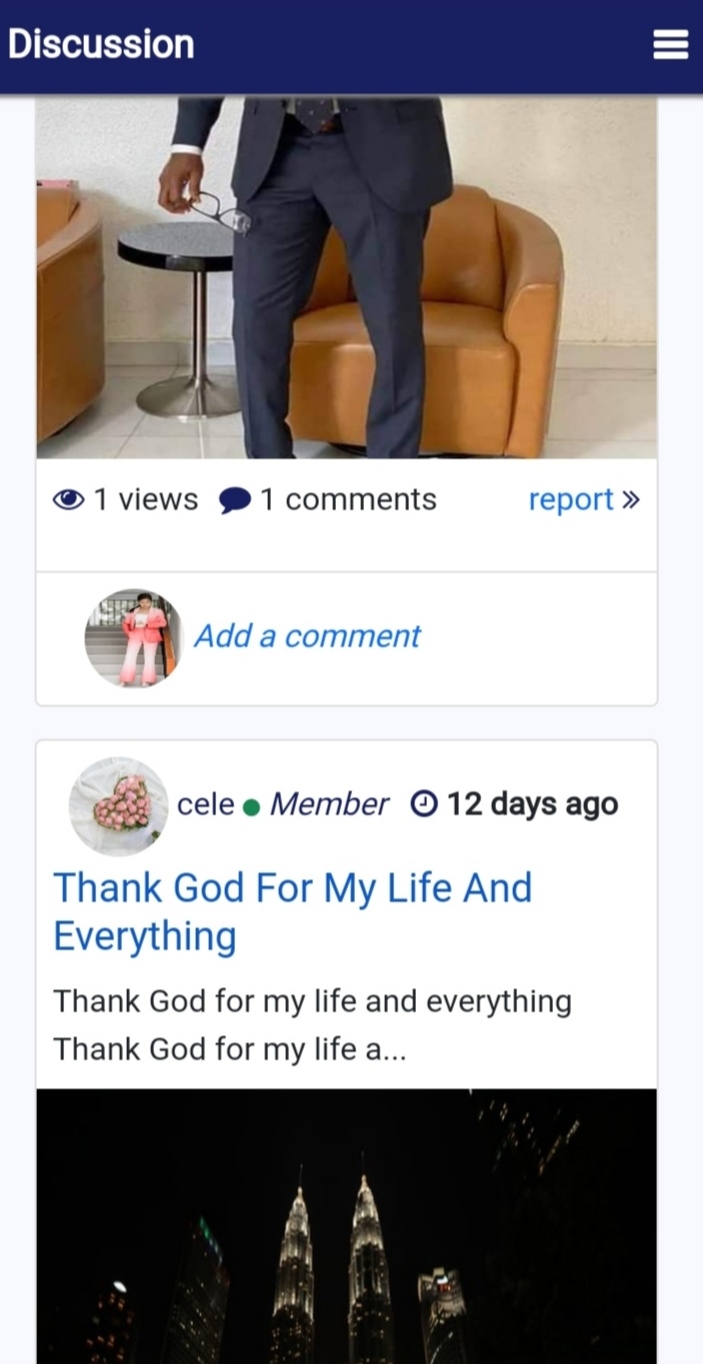 Discussion
1 views 1 comments report »
Add a comment
cele Member 12 days ago
Thank God For My Life And
Everything
Thank God for my life and everything
Thank God for my life a...